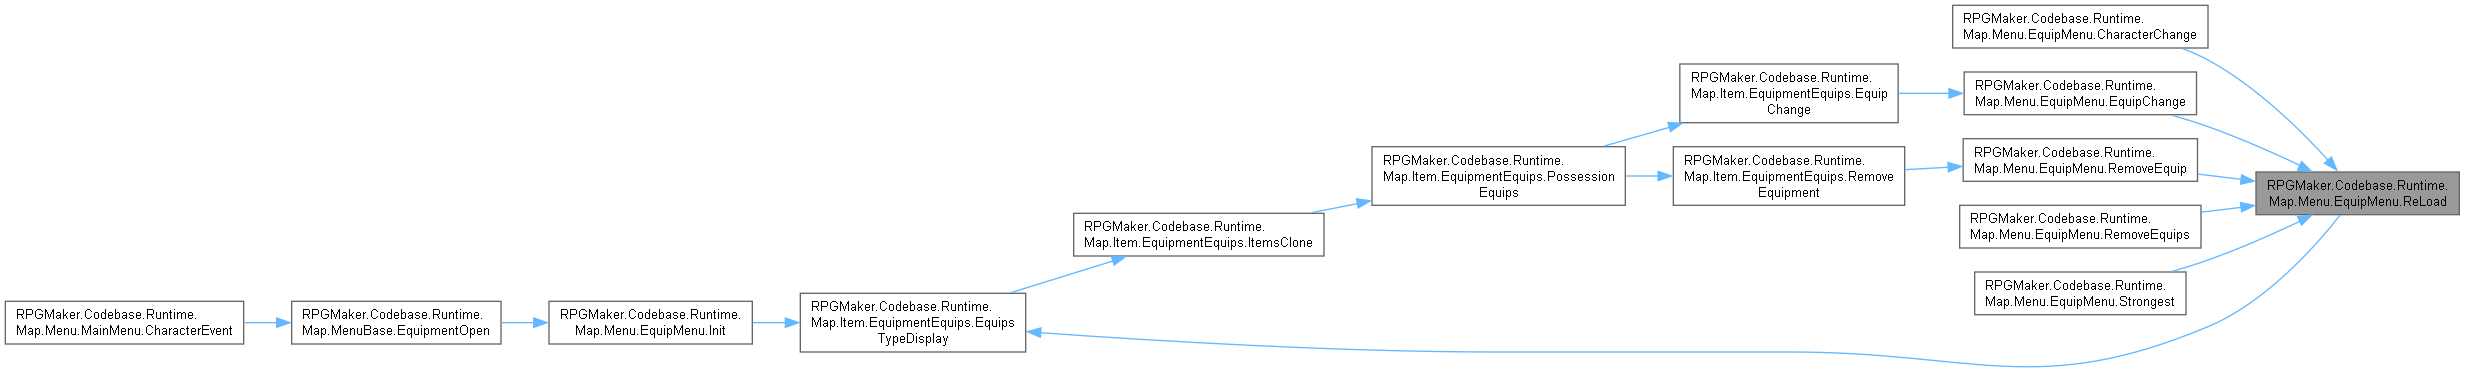 RPGMaker.Codebase.Runtime.
Map.Menu.EquipMenu.CharacterChange
RPGMaker.Codebase.Runtime.
Map.Item.EquipmentEquips.Equip
Change
RPGMaker.Codebase.Runtime.
Map.Menu.EquipMenu.EquipChange
RPGMaker.Codebase.Runtime.
Map.Item.EquipmentEquips.Possession
Equips
RPGMaker.Codebase.Runtime.
Map.Item.EquipmentEquips.Remove
Equipment
RPGMaker.Codebase.Runtime.
Map.Menu.EquipMenu.RemoveEquip
RPGMaker.Codebase.Runtime.
Map.Menu.EquipMenu.ReLoad
RPGMaker.Codebase.Runtime.
Map.Item.EquipmentEquips.ItemsClone
RPGMaker.Codebase.Runtime.
Map.Menu.EquipMenu.RemoveEquips
RPGMaker.Codebase.Runtime.
Map.Menu.EquipMenu.Strongest
RPGMaker.Codebase.Runtime.
Map.Menu.MainMenu.CharacterEvent
RPGMaker.Codebase.Runtime.
Map.MenuBase.EquipmentOpen
RPGMaker.Codebase.Runtime.
Map.Menu.EquipMenu.Init
RPGMaker.Codebase.Runtime.
Map.Item.EquipmentEquips.Equips
TypeDisplay